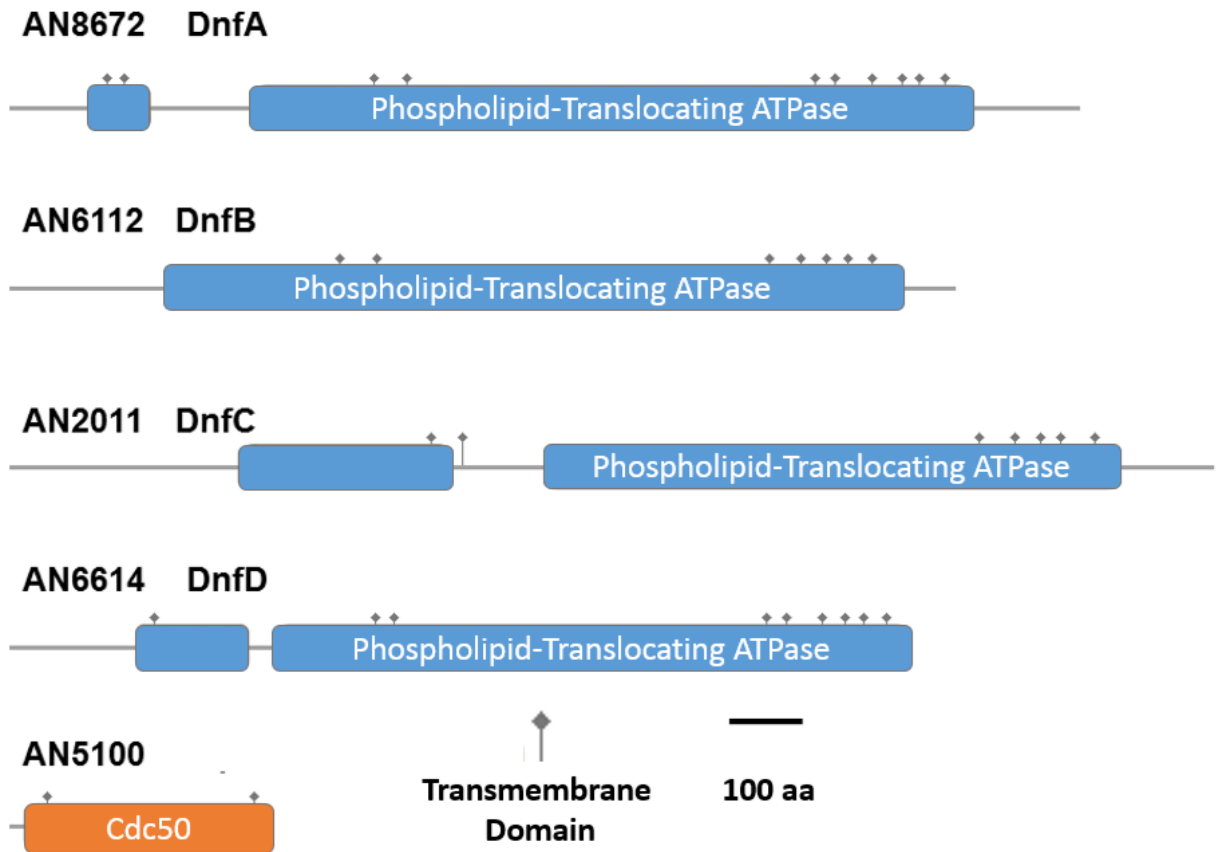 AN8672 DnfA
Phospholipid-Translocating ATPase
AN6112 DnfB
Phospholipid-Translocating ATPase
AN2011 DnfC
Phospholipid-Translocating ATPase
AN6614 DnfD
Phospholipid-Translocating ATPase
AN5100
Cdc50
Transmembrane
Domain
100 aa